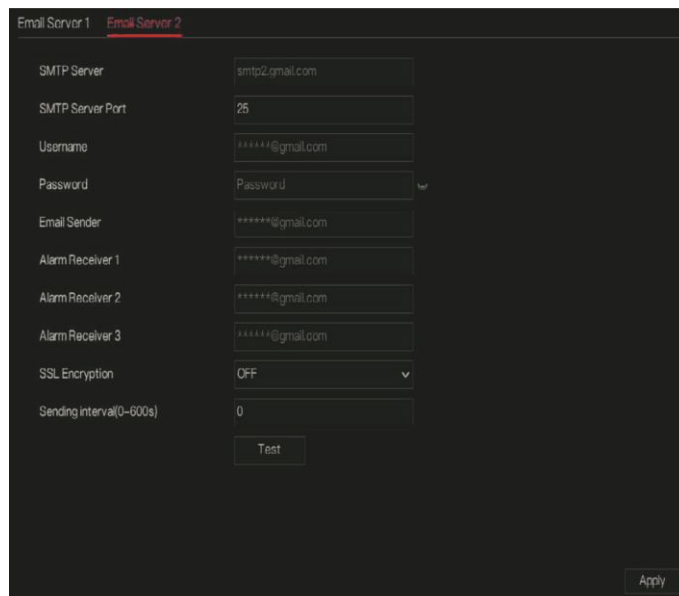 Email Server 1 Email Server 2
SMTP Server smtp2.gmail.com
SMTP Server Port 25
Username ******@gmail.com
Password Password
Email Sender ******@gmail.com
Alarm Receiver 1 ******@gmail.com
Alarm Receiver 2 ******@gmail.com
Alarm Receiver 3 ******@gmail.com
SSL Encryption OFF
Sending interval(0~600s) 0
Test
Apply